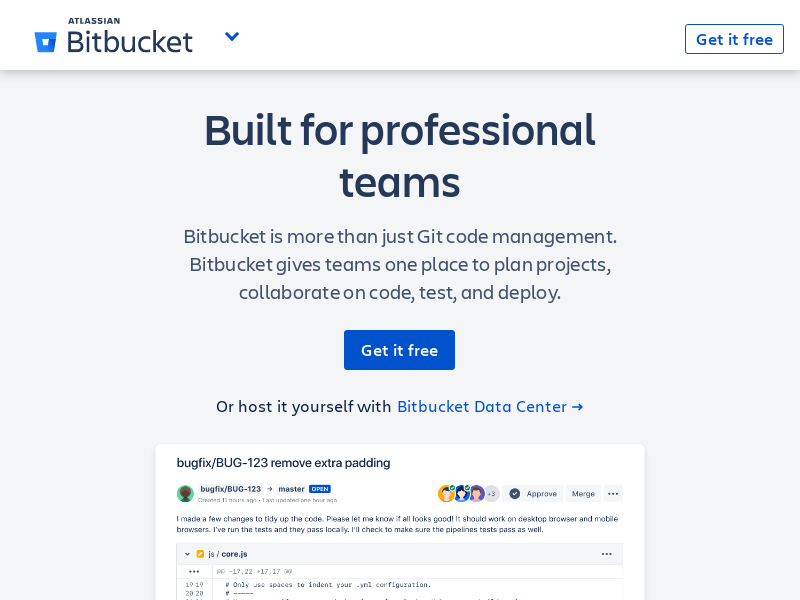 ATLASSIAN
Bitbucket
Get it free
Built for professional
teams
Bitbucket is more than just Git code management.
Bitbucket gives teams one place to plan projects,
collaborate on code, test, and deploy.
Get it free
Or host it yourself with Bitbucket Data Center →
bugfix/BUG-123 remove extra padding
bugfix/BUG-123 → master OPEN
+3
Approve
Merge
Created 11 hours ago • Last updated one hour ago
I made a few changes to tidy up the code. Please let me know if all looks good! It should work on desktop browser and mobile
browsers. I've run the tests and they pass locally. I'll check to make sure the pipelines tests pass as well.
js / core.js
@@ -17,22 +17,17 @@
19 19 # Only use spaces to indent your .yml configuration.
20 20 # -----